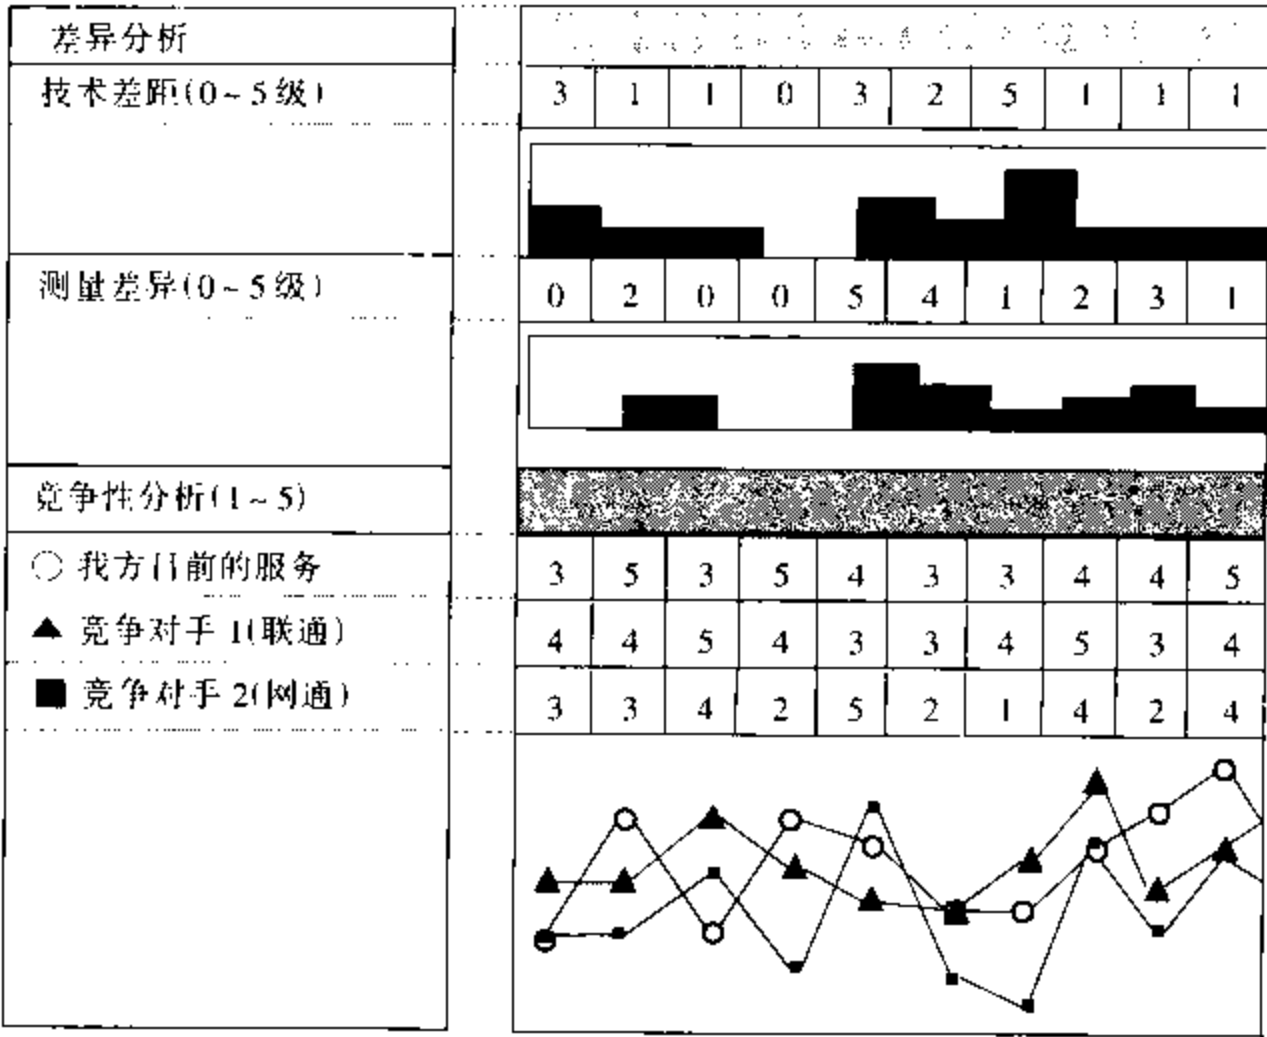 差异分析
技术差距(0~5级) 3 1 1 0 3 2 5 1 1 1
测量差异(0~5级) 0 2 0 0 5 4 1 2 3 1
竞争性分析(1~5)
我方目前的服务 3 5 3 5 4 3 3 4 4 5
竞争对手1(联通) 4 4 5 4 3 3 4 5 3 4
竞争对手2(网通) 3 3 4 2 5 2 1 4 2 4